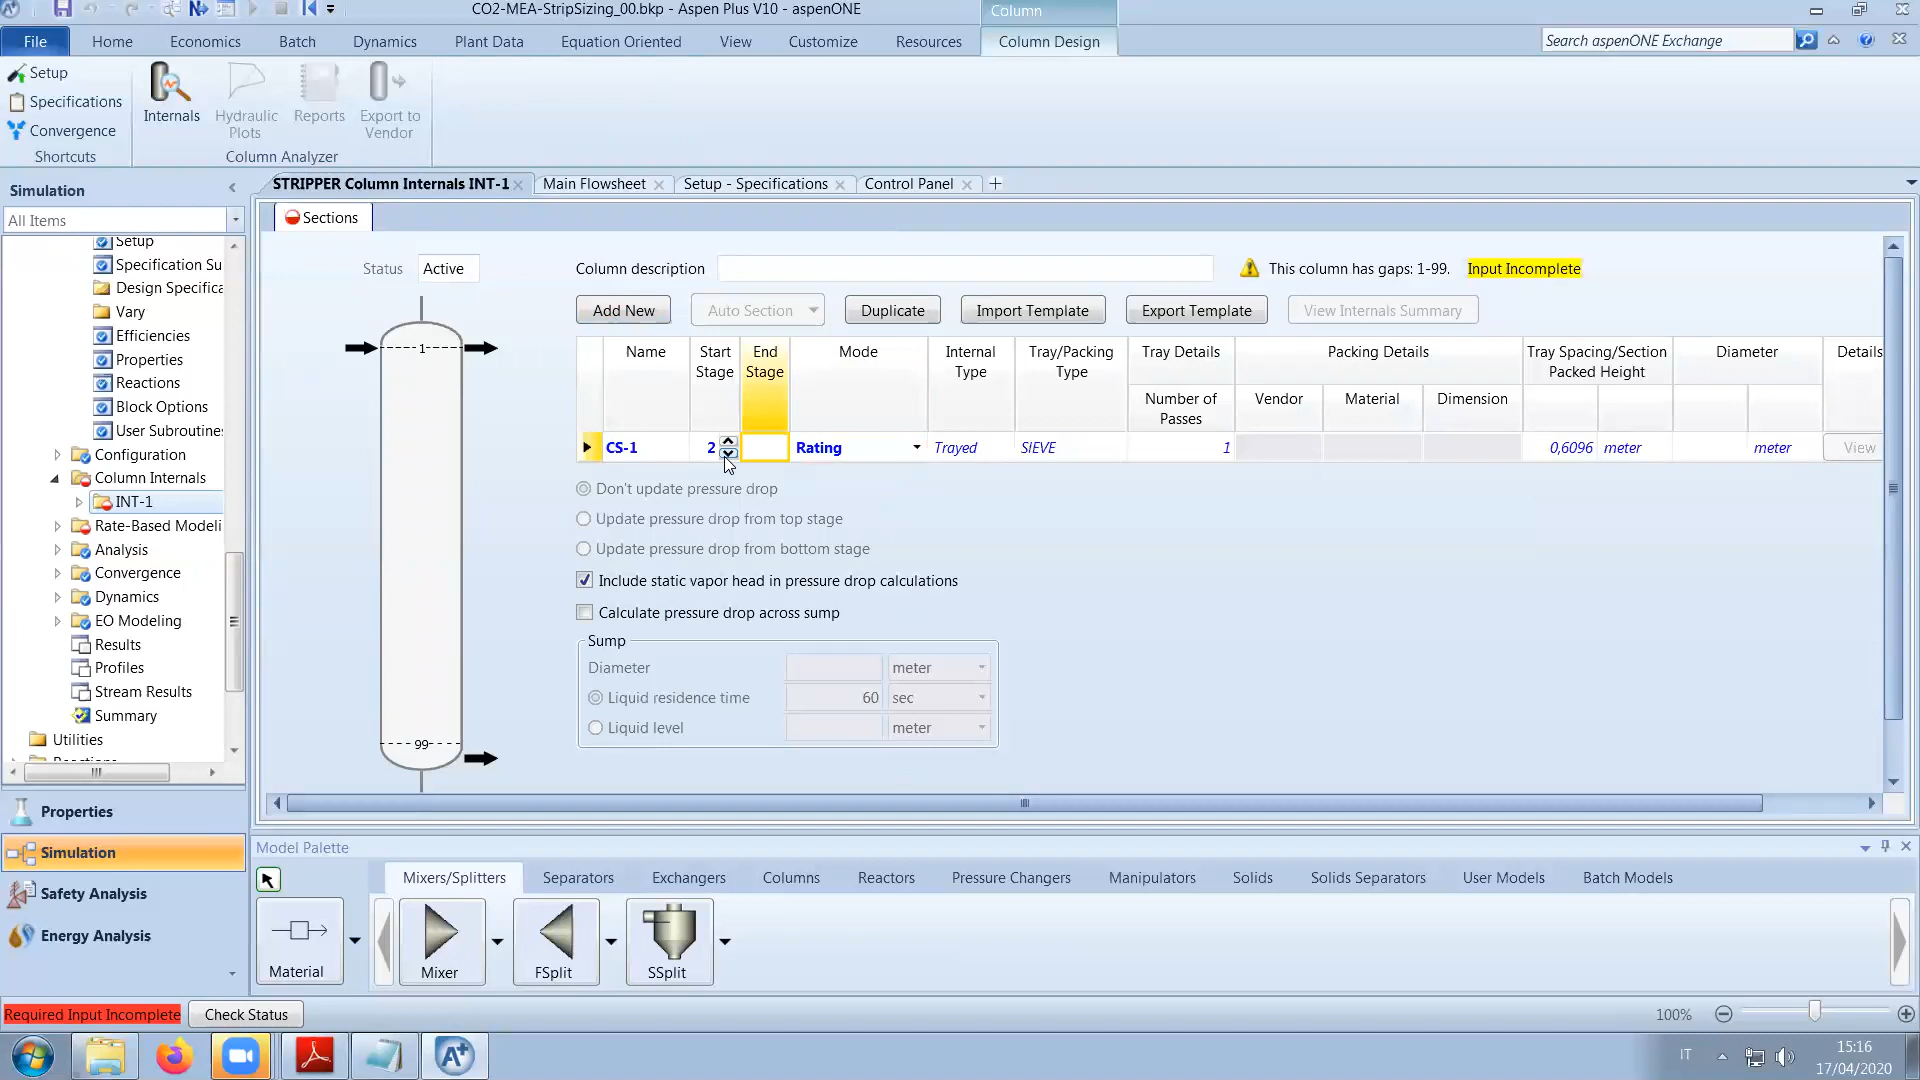 CO2-MEA-StripSizing_00.bkp - Aspen Plus V10 - aspenONE
Column
File
Home
Economics
Batch
Dynamics
Plant Data
Equation Oriented
View
Customize
Resources
Column Design
Search aspenONE Exchange
Setup
Specifications
Convergence
Shortcuts
Internals
Hydraulic
Plots
Reports
Export to
Vendor
Column Analyzer
Simulation
All Items
STRIPPER Column Internals INT-1
Main Flowsheet
Setup - Specifications
Control Panel
Sections
Setup
Specification Su
Design Specifica
Vary
Efficiencies
Properties
Reactions
Block Options
User Subroutine
Configuration
Column Internals
INT-1
Rate-Based Modeli
Analysis
Convergence
Dynamics
EO Modeling
Results
Profiles
Stream Results
Summary
Utilities
Properties
Simulation
Safety Analysis
Energy Analysis
Status
Active
1
99
Column description
This column has gaps: 1-99.
Input Incomplete
Add New
Auto Section
Duplicate
Import Template
Export Template
View Internals Summary
Name
Start
Stage
End
Stage
Mode
Internal
Type
Tray/Packing
Type
Tray Details
Number of
Passes
Packing Details
Vendor
Material
Dimension
Tray Spacing/Section
Packed Height
Diameter
Details
CS-1
2
Rating
Trayed
SIEVE
1
0,6096
meter
meter
View
Don't update pressure drop
Update pressure drop from top stage
Update pressure drop from bottom stage
Include static vapor head in pressure drop calculations
Calculate pressure drop across sump
Sump
Diameter
meter
Liquid residence time
60
sec
Liquid level
meter
Model Palette
Mixers/Splitters
Separators
Exchangers
Columns
Reactors
Pressure Changers
Manipulators
Solids
Solids Separators
User Models
Batch Models
Material
Mixer
FSplit
SSplit
Required Input Incomplete
Check Status
100%
IT
15:16
17/04/2020